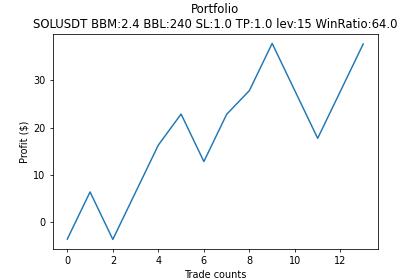 Portfolio
SOLUSDT BBM:2.4 BBL:240 SL:1.0 TP:1.0 lev:15 WinRatio:64.0
30
20
10
0
Profit ($)
0 2 4 6 8 10 12
Trade counts